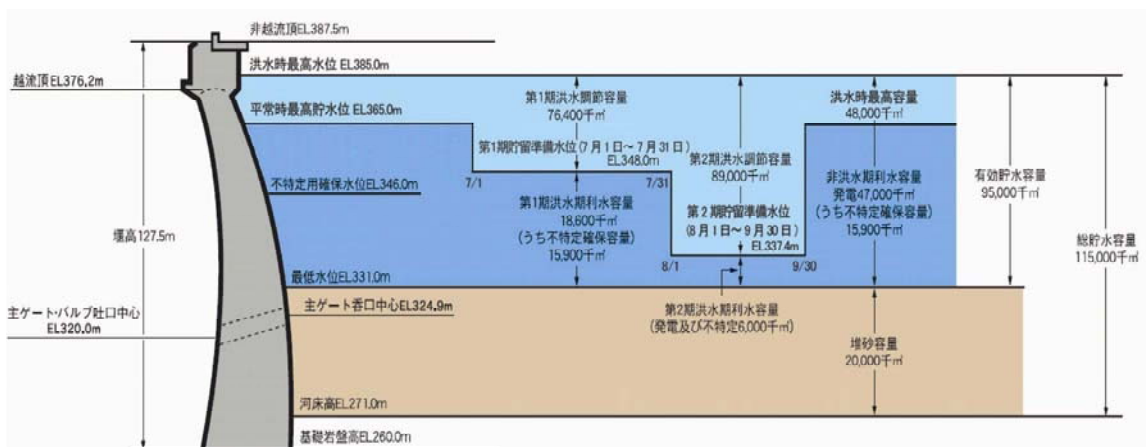 非越流頂EL387.5m
洪水時最高水位 EL385.0m
越流頂EL376,2m
平常時最高貯水位 EL365.0m
第1期洪水調節容量
76,400千㎥
洪水時最高容量
48,000千㎥
第1期貯留準備水位(7月1日～7月31日)
EL348.0m
第2期洪水調節容量
89,000千㎥
不特定用確保水位EL346.0m
7/1
7/31
第1期洪水期利水容量
18,600千㎥
(うち不特定確保容量)
15,900千㎥
第2期貯留準備水位
(8月1日～9月30日)
EL337.4m
非洪水期利水容量
発電47,000千㎥
(うち不特定確保容量)
15,900千㎥
有効貯水容量
95,000千㎥
堰高127.5m
総貯水容量
115,000千㎥
8/1
9/30
最低水位EL331.0m
主ゲート呑口中心EL324.9m
主ゲート・バルブ吐口中心
EL320.0m
第2期洪水期利水容量
(発電及び不特定6,000千㎥)
堆砂容量
20,000千㎥
河床高EL271.0m
基礎岩盤高EL260.0m